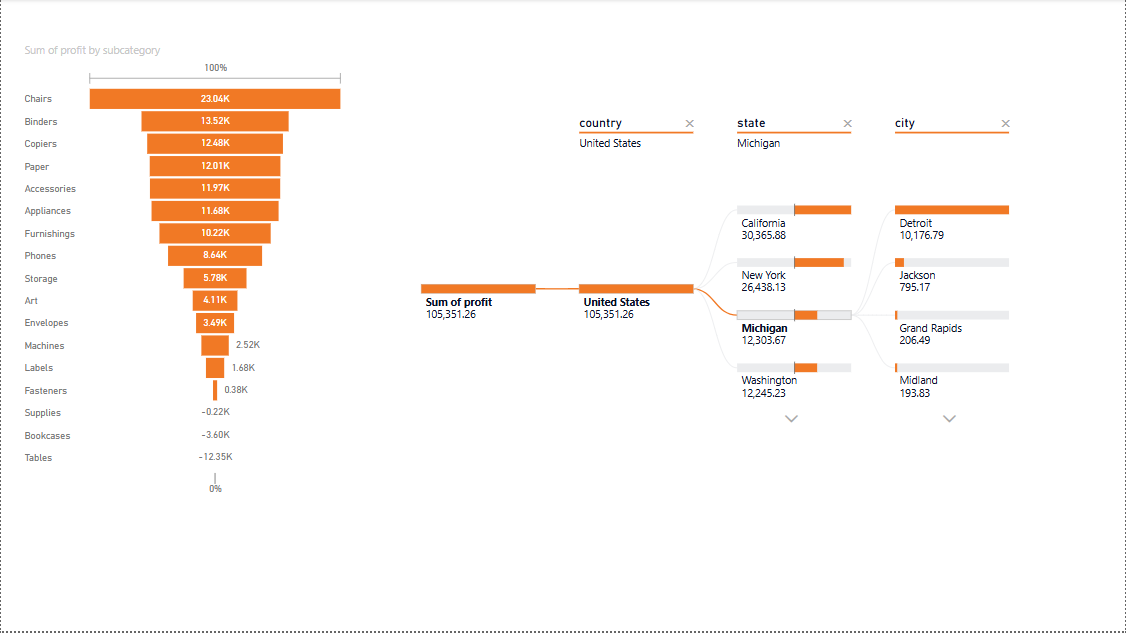 Sum of profit by subcategory
100%
Chairs 23.04K
Binders 13.52K
Copiers 12.48K
Paper 12.01K
Accessories 11.97K
Appliances 11.68K
Furnishings 10.22K
Phones 8.64K
Storage 5.78K
Art 4.11K
Envelopes 3.49K
Machines 2.52K
Labels 1.68K
Fasteners 0.38K
Supplies -0.22K
Bookcases -3.60K
Tables -12.35K
0%
country
United States
state
Michigan
city
Sum of profit
105,351.26
United States
105,351.26
California
30,365.88
New York
26,438.13
Michigan
12,303.67
Washington
12,245.23
Detroit
10,176.79
Jackson
795.17
Grand Rapids
206.49
Midland
193.83